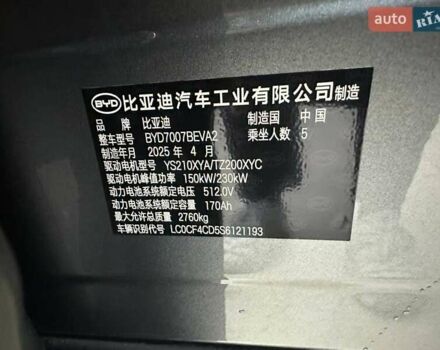 AUTO RIA
BYD 比亚迪汽车工业有限公司制造
品牌 比亚迪 制造国 中国
整车型号 BYD7007BEVA2 乘坐人数 5
制造年月 2025 年 4 月
驱动电机型号 YS210XYA/TZ200XYC
驱动电机峰值功率 150kW/230kW
动力电池系统额定电压 512.0V
动力电池系统额定容量 170Ah
最大允许总质量 2760kg
车辆识别代号 LC0CF4CD5S6121193